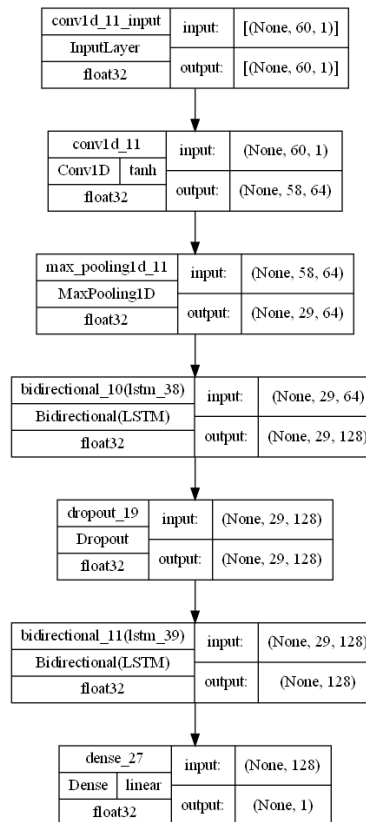 conv1d_11_input input: [(None, 60, 1)]
InputLayer
float32 output: [(None, 60, 1)]
conv1d_11 input: (None, 60, 1)
Conv1D tanh
float32 output: (None, 58, 64)
max_pooling1d_11 input: (None, 58, 64)
MaxPooling1D
float32 output: (None, 29, 64)
bidirectional_10(lstm_38) input: (None, 29, 64)
Bidirectional(LSTM)
float32 output: (None, 29, 128)
dropout_19 input: (None, 29, 128)
Dropout
float32 output: (None, 29, 128)
bidirectional_11(lstm_39) input: (None, 29, 128)
Bidirectional(LSTM)
float32 output: (None, 128)
dense_27 input: (None, 128)
Dense linear
float32 output: (None, 1)